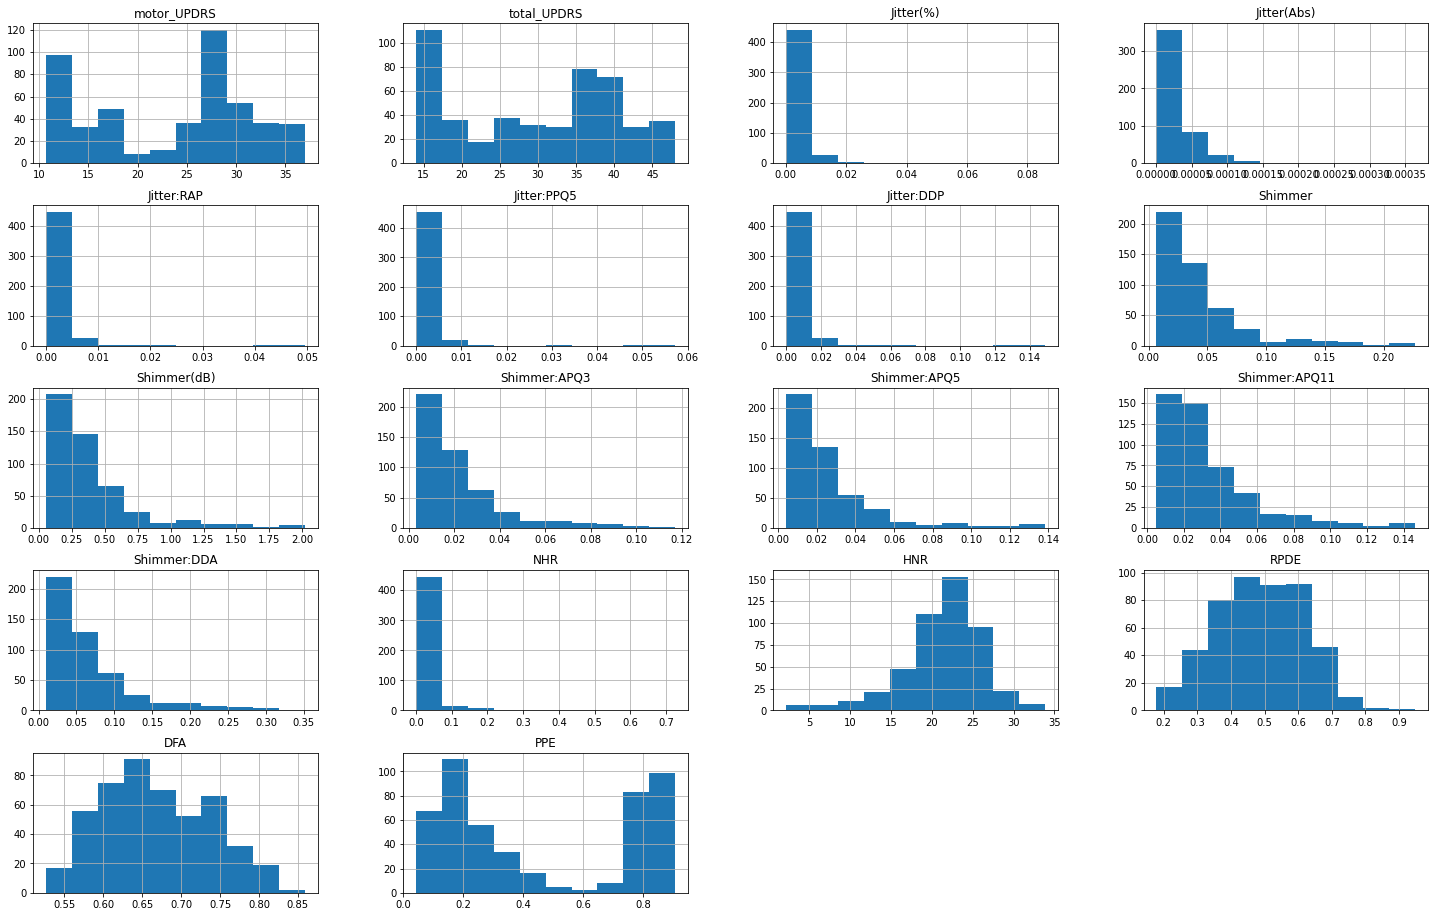 motor_UPDRS
120
100
80
60
40
20
0
10 15 20 25 30 35
total_UPDRS
100
80
60
40
20
0
15 20 25 30 35 40 45
Jitter(%)
400
300
200
100
0
0.00 0.02 0.04 0.06 0.08
Jitter(Abs)
300
200
100
0
0.00000 0.00005 0.00010 0.00015 0.00020 0.00025 0.00030 0.00035
Jitter:RAP
400
300
200
100
0
0.00 0.01 0.02 0.03 0.04 0.05
Jitter:PPQ5
400
300
200
100
0
0.00 0.01 0.02 0.03 0.04 0.05 0.06
Jitter:DDP
400
300
200
100
0
0.00 0.02 0.04 0.06 0.08 0.10 0.12 0.14
Shimmer
200
150
100
50
0
0.00 0.05 0.10 0.15 0.20
Shimmer(dB)
200
150
100
50
0
0.00 0.25 0.50 0.75 1.00 1.25 1.50 1.75 2.00
Shimmer:APQ3
200
150
100
50
0
0.00 0.02 0.04 0.06 0.08 0.10 0.12
Shimmer:APQ5
200
150
100
50
0
0.00 0.02 0.04 0.06 0.08 0.10 0.12 0.14
Shimmer:APQ11
150
125
100
75
50
25
0
0.00 0.02 0.04 0.06 0.08 0.10 0.12 0.14
Shimmer:DDA
200
150
100
50
0
0.00 0.05 0.10 0.15 0.20 0.25 0.30 0.35
NHR
400
300
200
100
0
0.0 0.1 0.2 0.3 0.4 0.5 0.6 0.7
HNR
150
125
100
75
50
25
0
5 10 15 20 25 30 35
RPDE
100
80
60
40
20
0
0.2 0.3 0.4 0.5 0.6 0.7 0.8 0.9
DFA
80
60
40
20
0
0.55 0.60 0.65 0.70 0.75 0.80 0.85
PPE
100
80
60
40
20
0
0.0 0.2 0.4 0.6 0.8